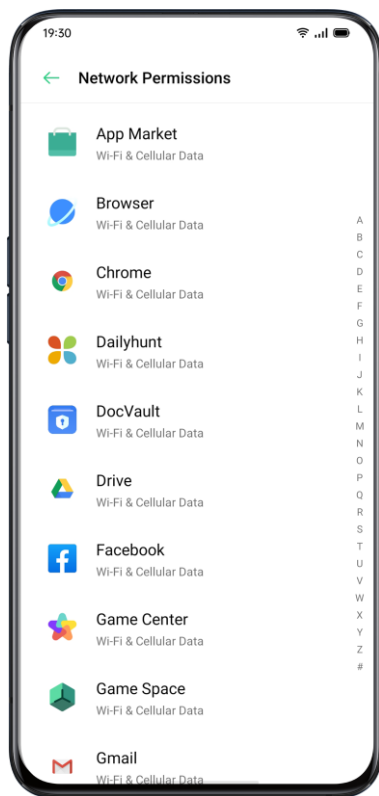 19:30
Network Permissions
App Market
Wi-Fi & Cellular Data
Browser
Wi-Fi & Cellular Data
Chrome
Wi-Fi & Cellular Data
Dailyhunt
Wi-Fi & Cellular Data
DocVault
Wi-Fi & Cellular Data
Drive
Wi-Fi & Cellular Data
Facebook
Wi-Fi & Cellular Data
Game Center
Wi-Fi & Cellular Data
Game Space
Wi-Fi & Cellular Data
Gmail
Wi-Fi & Cellular Data
A
B
C
D
E
F
G
H
I
J
K
L
M
N
O
P
Q
R
S
T
U
V
W
X
Y
Z
#